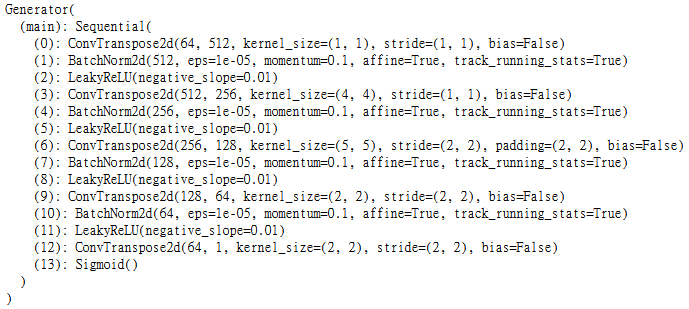 Generator(
  (main): Sequential(
    (0): ConvTranspose2d(64, 512, kernel_size=(1, 1), stride=(1, 1), bias=False)
    (1): BatchNorm2d(512, eps=1e-05, momentum=0.1, affine=True, track_running_stats=True)
    (2): LeakyReLU(negative_slope=0.01)
    (3): ConvTranspose2d(512, 256, kernel_size=(4, 4), stride=(1, 1), bias=False)
    (4): BatchNorm2d(256, eps=1e-05, momentum=0.1, affine=True, track_running_stats=True)
    (5): LeakyReLU(negative_slope=0.01)
    (6): ConvTranspose2d(256, 128, kernel_size=(5, 5), stride=(2, 2), padding=(2, 2), bias=False)
    (7): BatchNorm2d(128, eps=1e-05, momentum=0.1, affine=True, track_running_stats=True)
    (8): LeakyReLU(negative_slope=0.01)
    (9): ConvTranspose2d(128, 64, kernel_size=(2, 2), stride=(2, 2), bias=False)
    (10): BatchNorm2d(64, eps=1e-05, momentum=0.1, affine=True, track_running_stats=True)
    (11): LeakyReLU(negative_slope=0.01)
    (12): ConvTranspose2d(64, 1, kernel_size=(2, 2), stride=(2, 2), bias=False)
    (13): Sigmoid()
  )
)